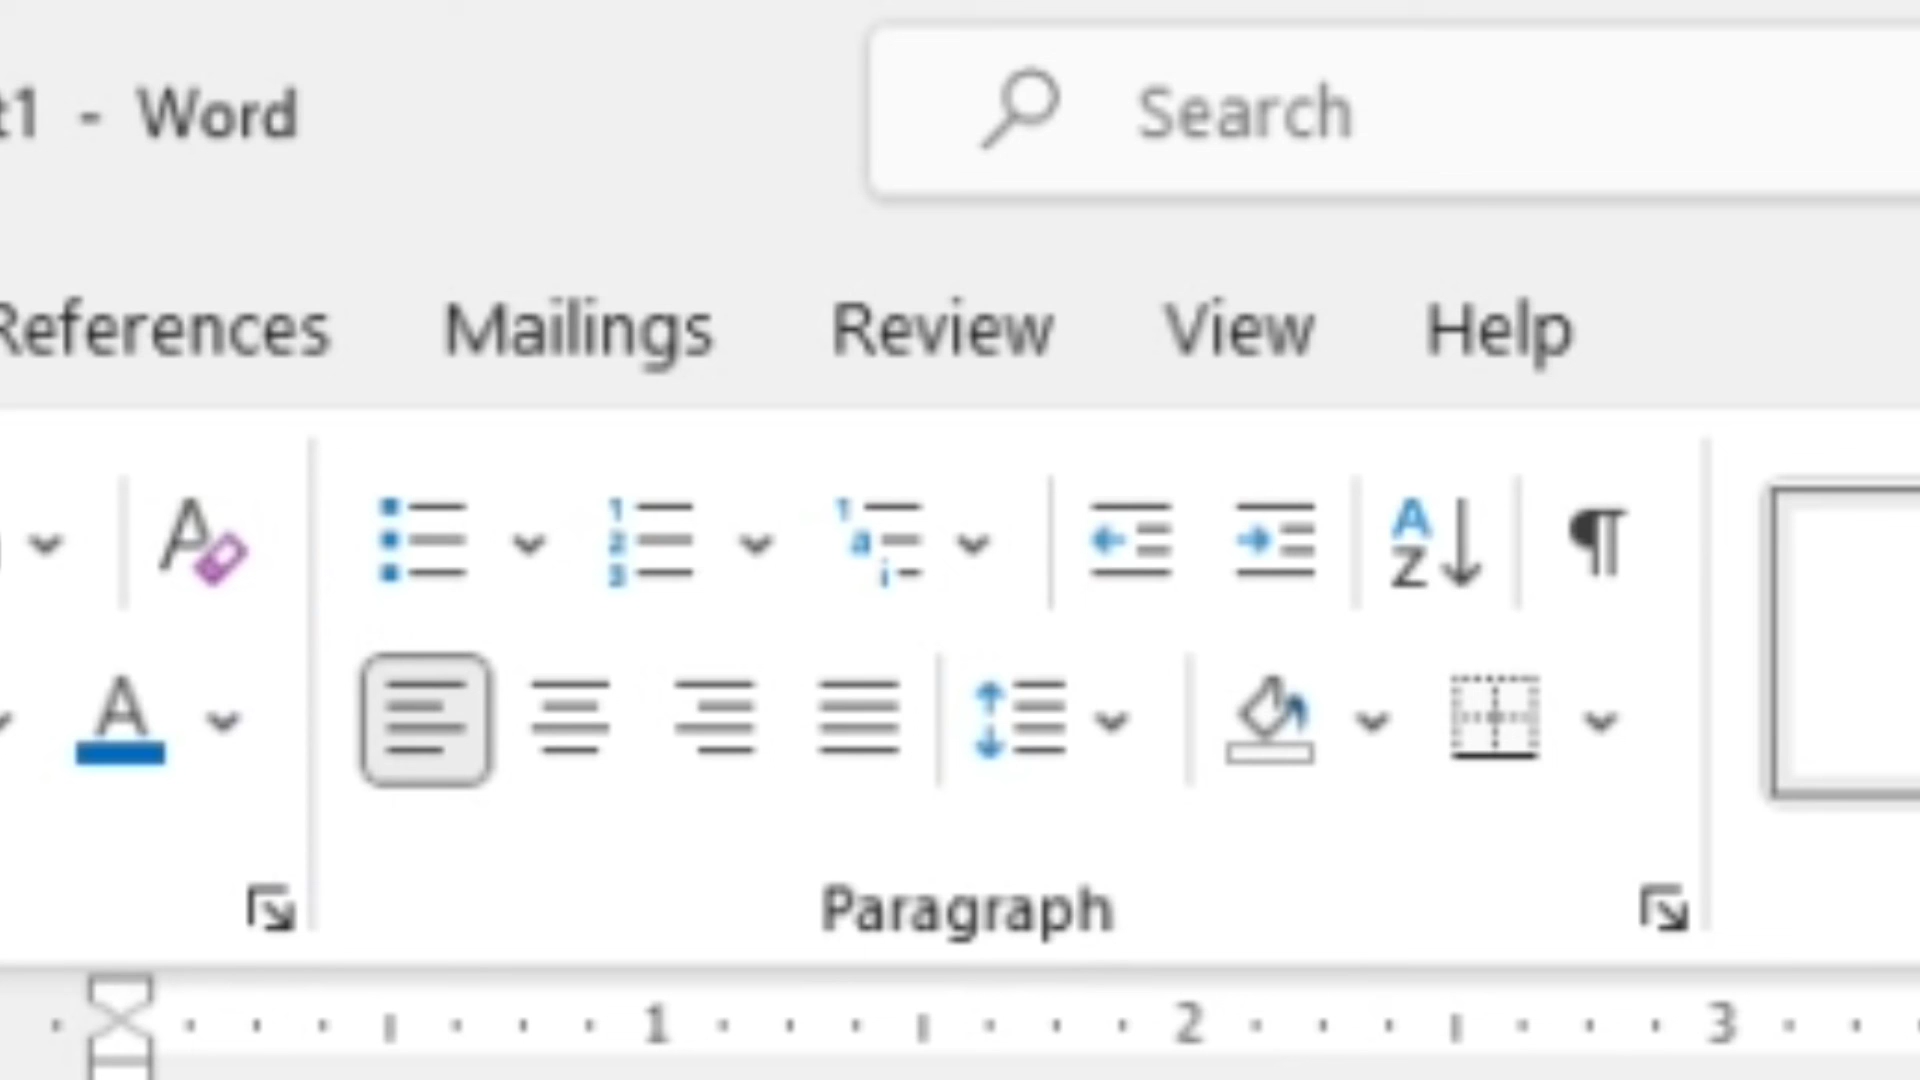 t1 - Word
Search
References Mailings Review View Help
Paragraph
1 2 3